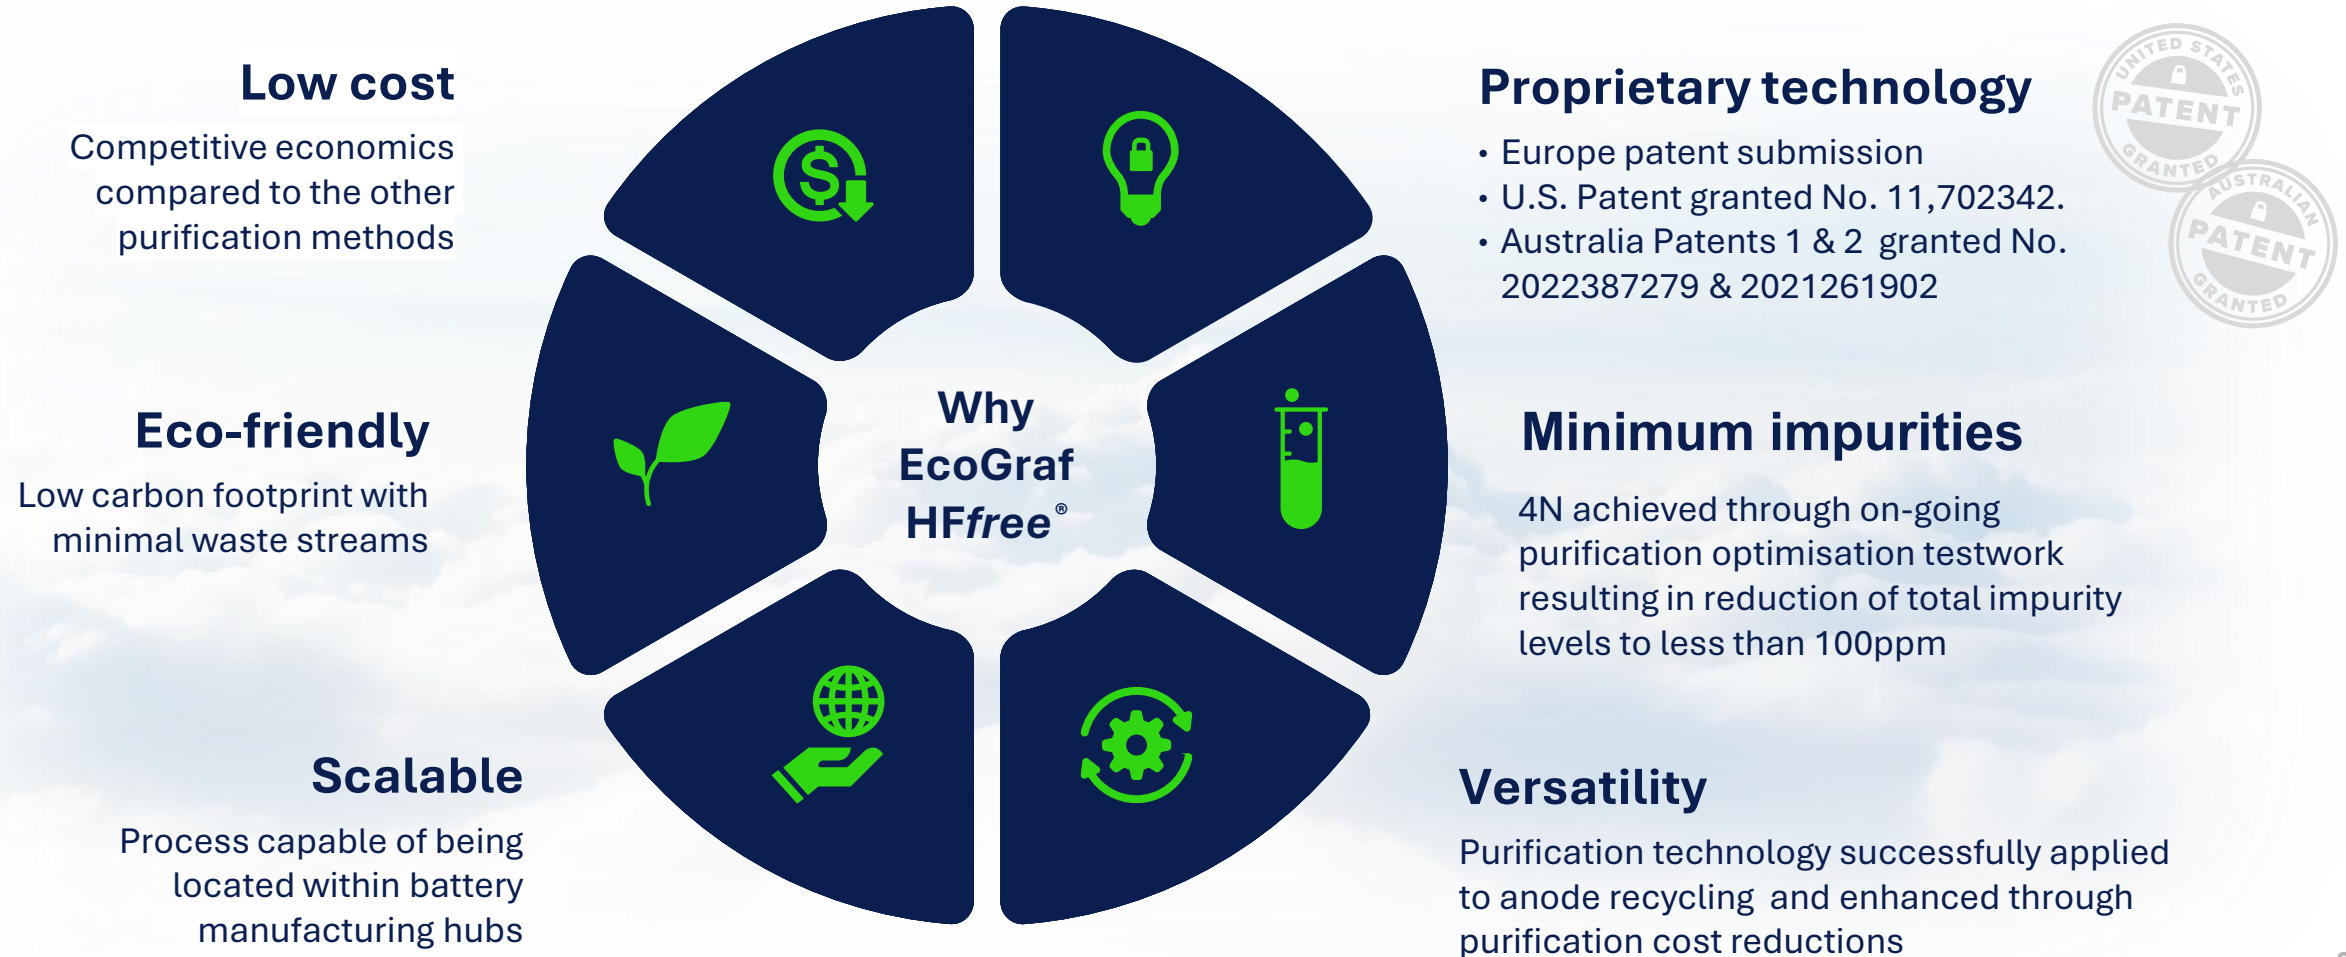 Low cost
Competitive economics
compared to the other
purification methods
Eco-friendly
Low carbon footprint with
minimal waste streams
Scalable
Process capable of being
located within battery
manufacturing hubs
Why
EcoGraf
HFfree®
Proprietary technology
• Europe patent submission
• U.S. Patent granted No. 11,702342.
• Australia Patents 1 & 2 granted No.
2022387279 & 2021261902
UNITED STATES
PATENT
GRANTED
AUSTRALIAN
PATENT
GRANTED
Minimum impurities
4N achieved through on-going
purification optimisation testwork
resulting in reduction of total impurity
levels to less than 100ppm
Versatility
Purification technology successfully applied
to anode recycling and enhanced through
purification cost reductions